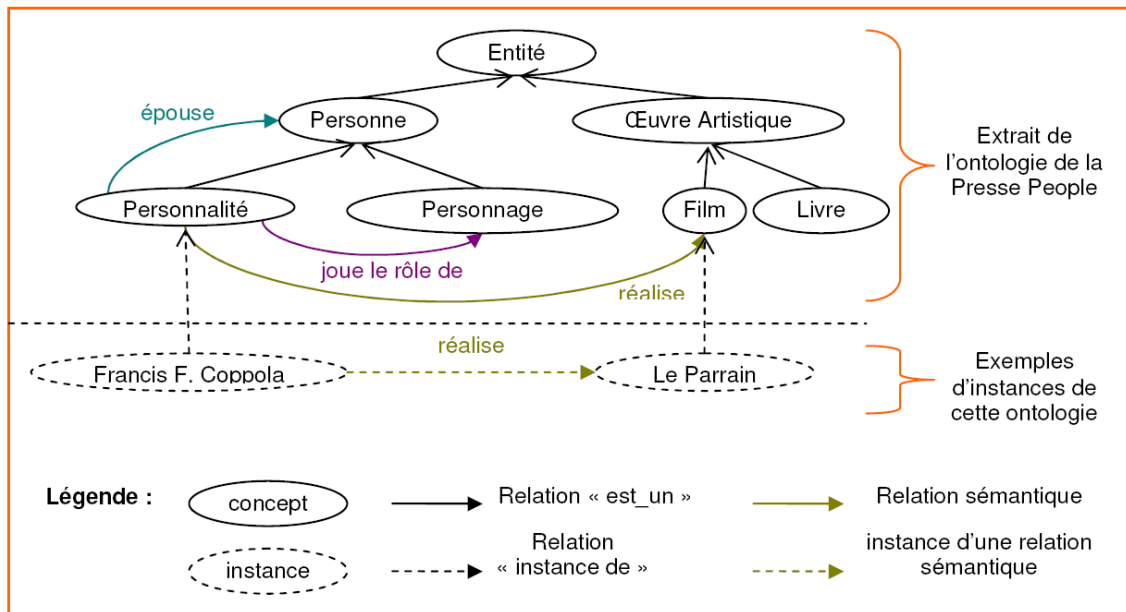 Entité
épouse
Personne
Œuvre Artistique
Extrait de
l'ontologie de la
Presse People
Personnalité
Personnage
Film
Livre
joue le rôle de
réalise
réalise
Francis F. Coppola
Le Parrain
Exemples
d'instances de
cette ontologie
Légende :
concept
Relation « est_un »
Relation sémantique
instance
Relation
« instance de »
instance d'une relation
sémantique